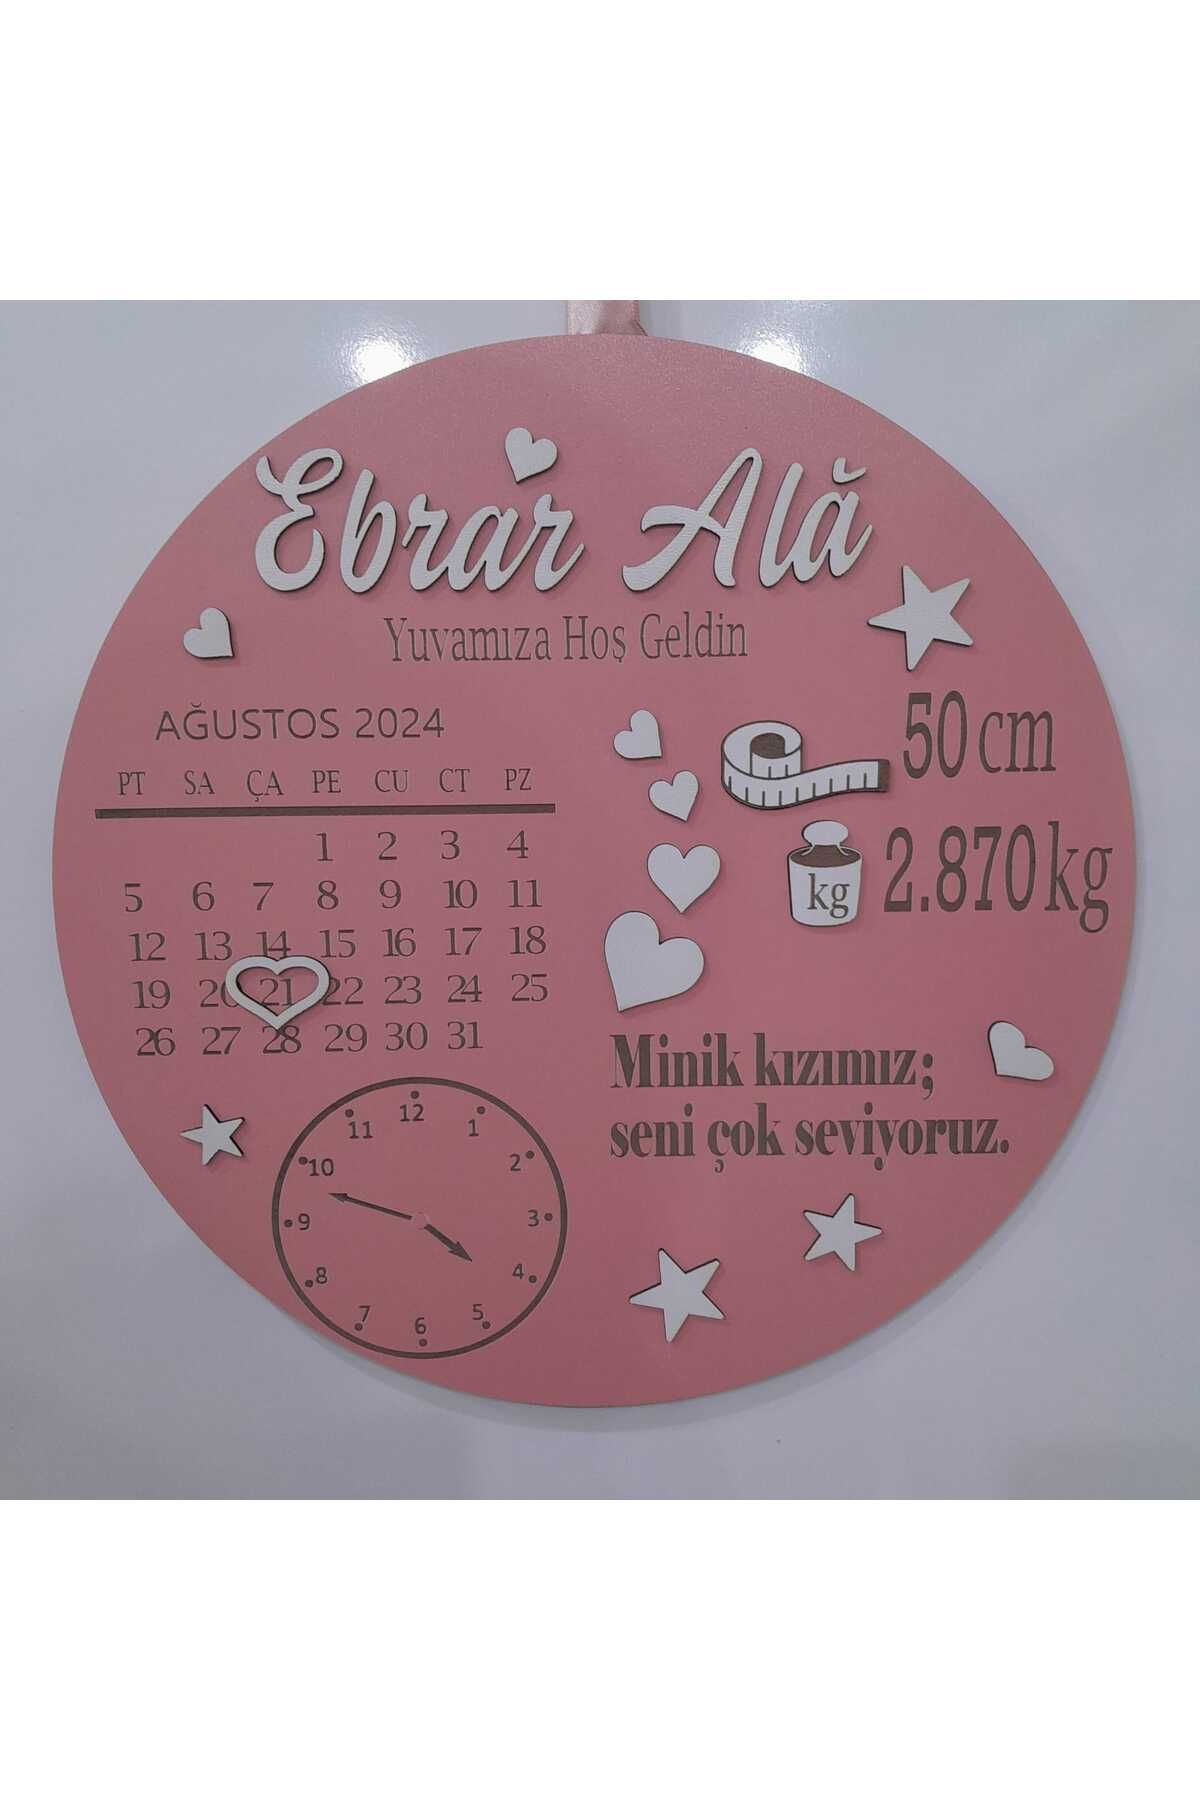 Ebrar Ală
Yuvamıza Hoş Geldin
AĞUSTOS 2024
PT SA ÇA PE CU CT PZ
1 2 3 4
5 6 7 8 9 10 11
12 13 14 15 16 17 18
19 20 21 22 23 24 25
26 27 28 29 30 31
50 cm
kg 2.870 kg
Minik kızımız;
seni çok seviyoruz.
12
11 1
10 2
9 3
8 4
7 5
6